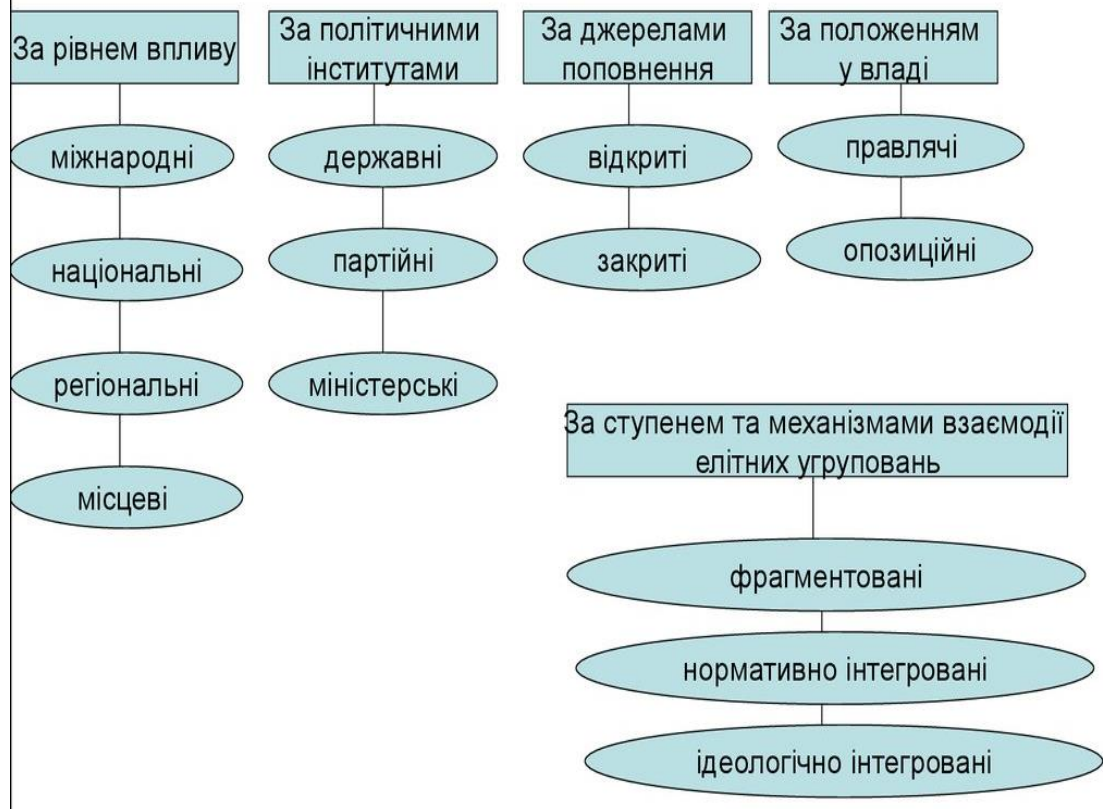 За рівнем впливу
міжнародні
національні
регіональні
місцеві
За політичними
інститутами
державні
партійні
міністерські
За джерелами
поповнення
відкриті
закриті
За положенням
у владі
правлячі
опозиційні
За ступенем та механізмами взаємодії
елітних угруповань
фрагментовані
нормативно інтегровані
ідеологічно інтегровані